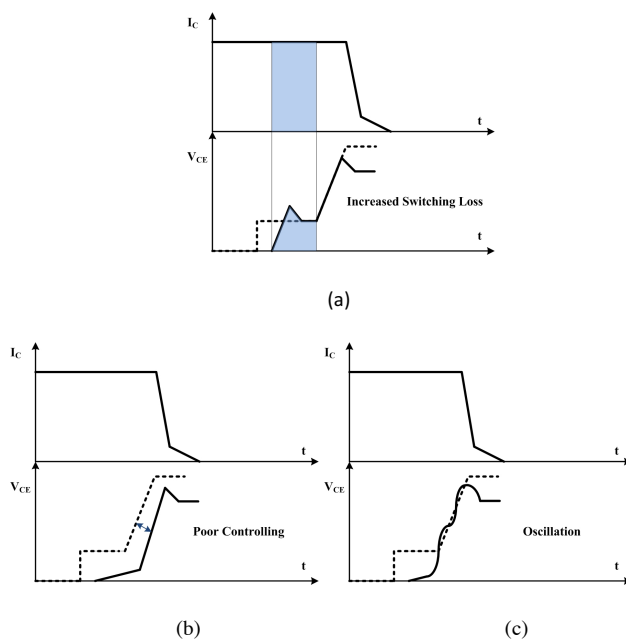 I_C
t
V_CE
Increased Switching Loss
t
(a)
I_C
t
V_CE
Poor Controlling
t
(b)
I_C
t
V_CE
Oscillation
t
(c)